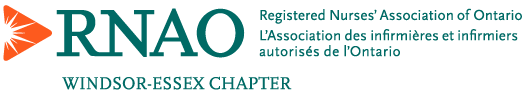 RNAO
Registered Nurses’ Association of Ontario
L’Association des infirmières et infirmiers
autorisés de l’Ontario
WINDSOR-ESSEX CHAPTER